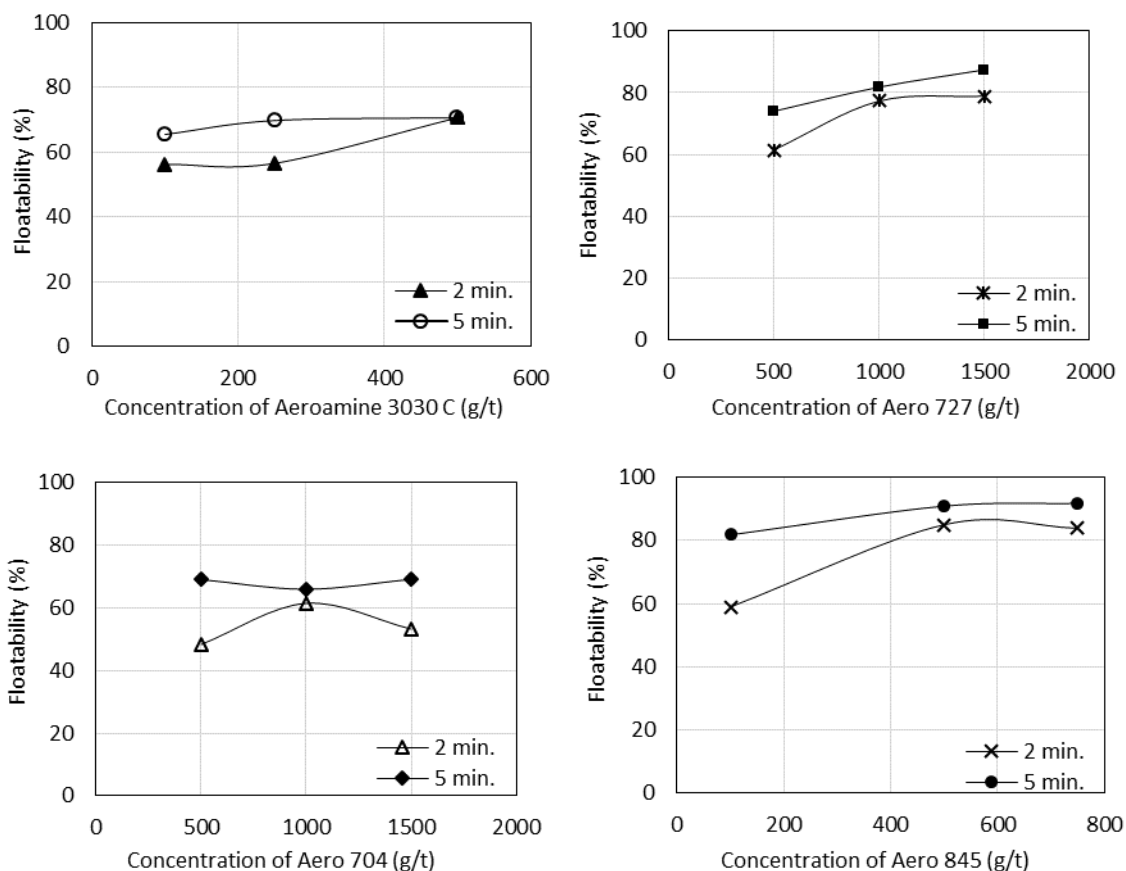 100
80
60
40
20
0
Floatability (%)
2 min.
5 min.
0 200 400 600
Concentration of Aeroamine 3030 C (g/t)
100
80
60
40
20
0
Floatability (%)
2 min.
5 min.
0 500 1000 1500 2000
Concentration of Aero 727 (g/t)
100
80
60
40
20
0
Floatability (%)
2 min.
5 min.
0 500 1000 1500 2000
Concentration of Aero 704 (g/t)
100
80
60
40
20
0
Floatability (%)
2 min.
5 min.
0 200 400 600 800
Concentration of Aero 845 (g/t)